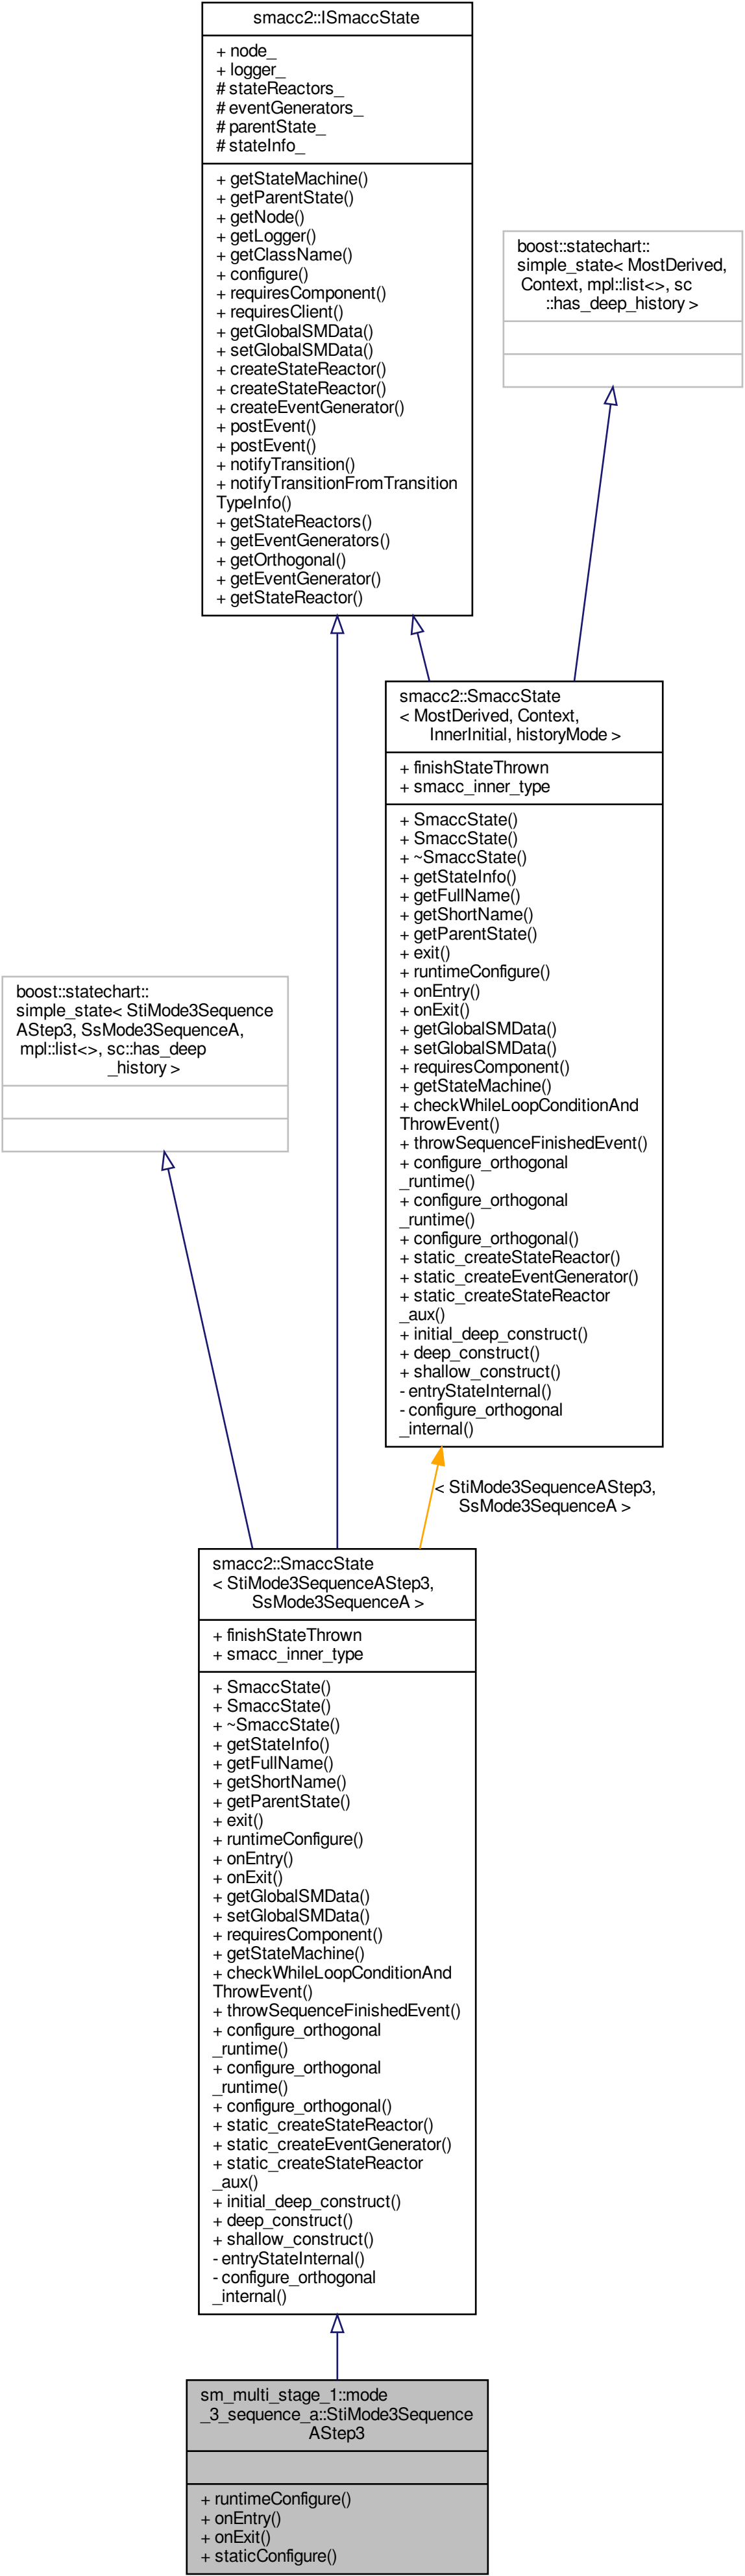 smacc2::ISmaccState
+ node_
+ logger_
# stateReactors_
# eventGenerators_
# parentState_
# stateInfo_
+ getStateMachine()
+ getParentState()
+ getNode()
+ getLogger()
+ getClassName()
+ configure()
+ requiresComponent()
+ requiresClient()
+ getGlobalSMData()
+ setGlobalSMData()
+ createStateReactor()
+ createStateReactor()
+ createEventGenerator()
+ postEvent()
+ postEvent()
+ notifyTransition()
+ notifyTransitionFromTransition
TypeInfo()
+ getStateReactors()
+ getEventGenerators()
+ getOrthogonal()
+ getEventGenerator()
+ getStateReactor()
boost::statechart::
simple_state< MostDerived,
Context, mpl::list<>, sc
::has_deep_history >
smacc2::SmaccState
< MostDerived, Context,
InnerInitial, historyMode >
+ finishStateThrown
+ smacc_inner_type
+ SmaccState()
+ SmaccState()
+ ~SmaccState()
+ getStateInfo()
+ getFullName()
+ getShortName()
+ getParentState()
+ exit()
+ runtimeConfigure()
+ onEntry()
+ onExit()
+ getGlobalSMData()
+ setGlobalSMData()
+ requiresComponent()
+ getStateMachine()
+ checkWhileLoopConditionAnd
ThrowEvent()
+ throwSequenceFinishedEvent()
+ configure_orthogonal
_runtime()
+ configure_orthogonal
_runtime()
+ configure_orthogonal()
+ static_createStateReactor()
+ static_createEventGenerator()
+ static_createStateReactor
_aux()
+ initial_deep_construct()
+ deep_construct()
+ shallow_construct()
- entryStateInternal()
- configure_orthogonal
_internal()
boost::statechart::
simple_state< StiMode3Sequence
AStep3, SsMode3SequenceA,
mpl::list<>, sc::has_deep
_history >
< StiMode3SequenceAStep3,
SsMode3SequenceA >
smacc2::SmaccState
< StiMode3SequenceAStep3,
SsMode3SequenceA >
+ finishStateThrown
+ smacc_inner_type
+ SmaccState()
+ SmaccState()
+ ~SmaccState()
+ getStateInfo()
+ getFullName()
+ getShortName()
+ getParentState()
+ exit()
+ runtimeConfigure()
+ onEntry()
+ onExit()
+ getGlobalSMData()
+ setGlobalSMData()
+ requiresComponent()
+ getStateMachine()
+ checkWhileLoopConditionAnd
ThrowEvent()
+ throwSequenceFinishedEvent()
+ configure_orthogonal
_runtime()
+ configure_orthogonal
_runtime()
+ configure_orthogonal()
+ static_createStateReactor()
+ static_createEventGenerator()
+ static_createStateReactor
_aux()
+ initial_deep_construct()
+ deep_construct()
+ shallow_construct()
- entryStateInternal()
- configure_orthogonal
_internal()
sm_multi_stage_1::mode
_3_sequence_a::StiMode3Sequence
AStep3
+ runtimeConfigure()
+ onEntry()
+ onExit()
+ staticConfigure()